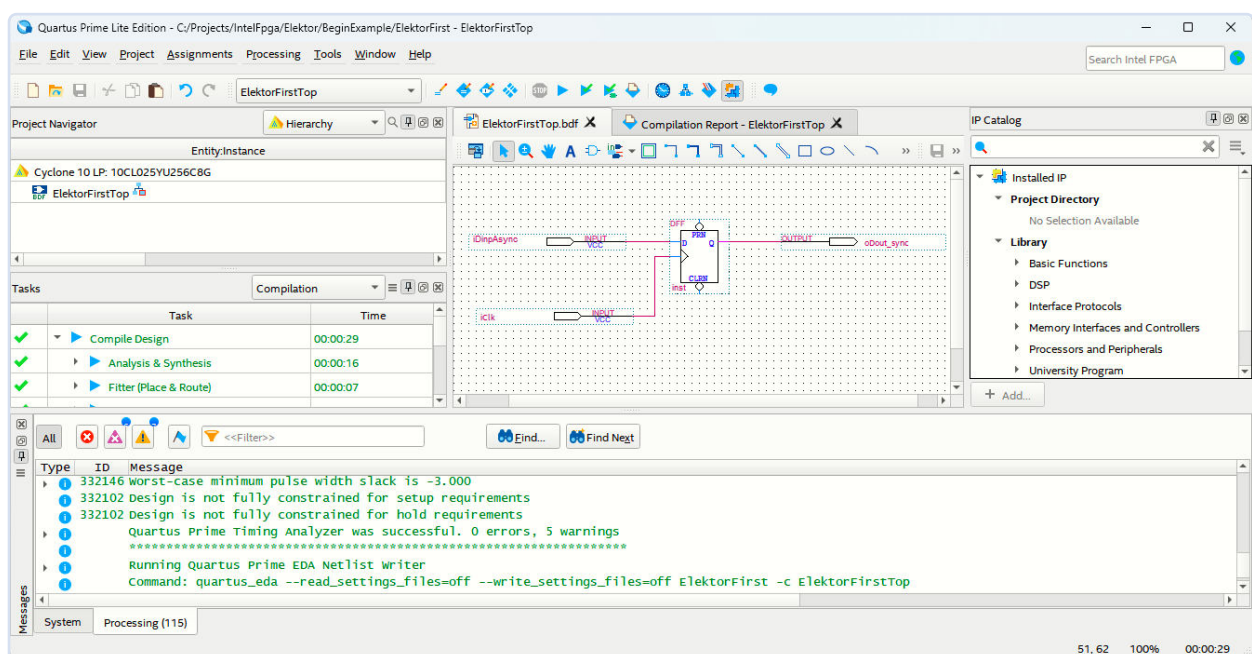 Quartus Prime Lite Edition - C:/Projects/IntelFpga/Elektor/BeginExample/ElektorFirst - ElektorFirstTop
File Edit View Project Assignments Processing Tools Window Help
Search Intel FPGA
ElektorFirstTop
STOP
Project Navigator
Hierarchy
Entity:Instance
Cyclone 10 LP: 10CL025YU256C8G
BDF
ElektorFirstTop
Tasks
Compilation
Task Time
Compile Design 00:00:29
Analysis & Synthesis 00:00:16
Fitter (Place & Route) 00:00:07
ElektorFirstTop.bdf
Compilation Report - ElektorFirstTop
A
iDinpAsync
INPUT
VCC
DFF
PRN
D Q
CLRN
inst
OUTPUT
oDout_sync
iClk
INPUT
VCC
IP Catalog
Installed IP
Project Directory
No Selection Available
Library
Basic Functions
DSP
Interface Protocols
Memory Interfaces and Controllers
Processors and Peripherals
University Program
+ Add...
All
<<Filter>>
Find...
Find Next
Type ID Message
332146 Worst-case minimum pulse width slack is -3.000
332102 Design is not fully constrained for setup requirements
332102 Design is not fully constrained for hold requirements
Quartus Prime Timing Analyzer was successful. 0 errors, 5 warnings
*******************************************************************
Running Quartus Prime EDA Netlist Writer
Command: quartus_eda --read_settings_files=off --write_settings_files=off ElektorFirst -c ElektorFirstTop
Messages
System
Processing (115)
51, 62 100% 00:00:29